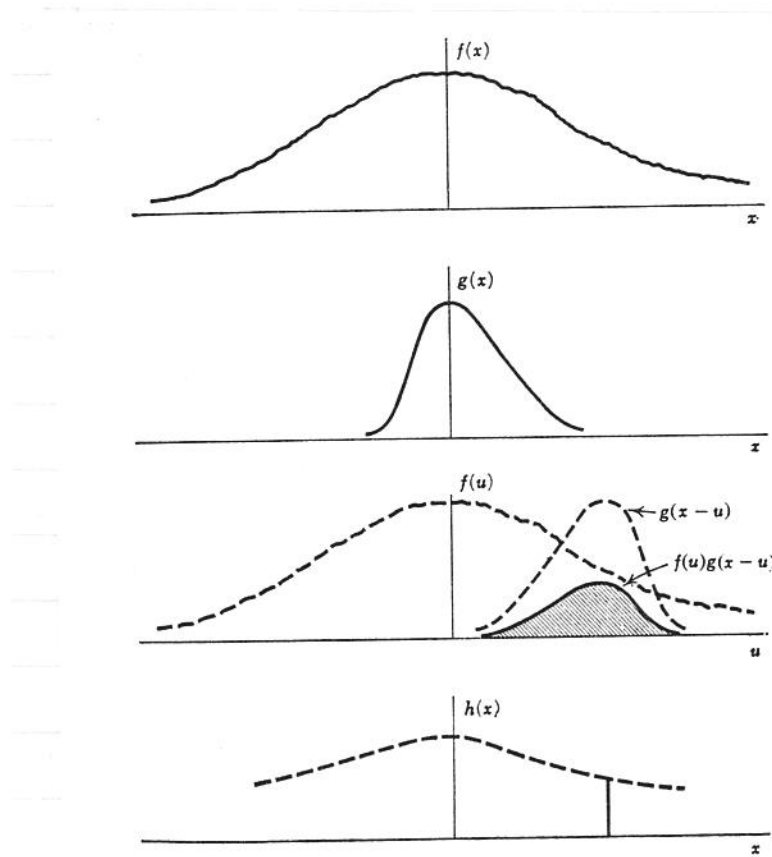 f(x)
x
g(x)
x
f(u)
g(x − u)
f(u)g(x − u)
u
h(x)
x